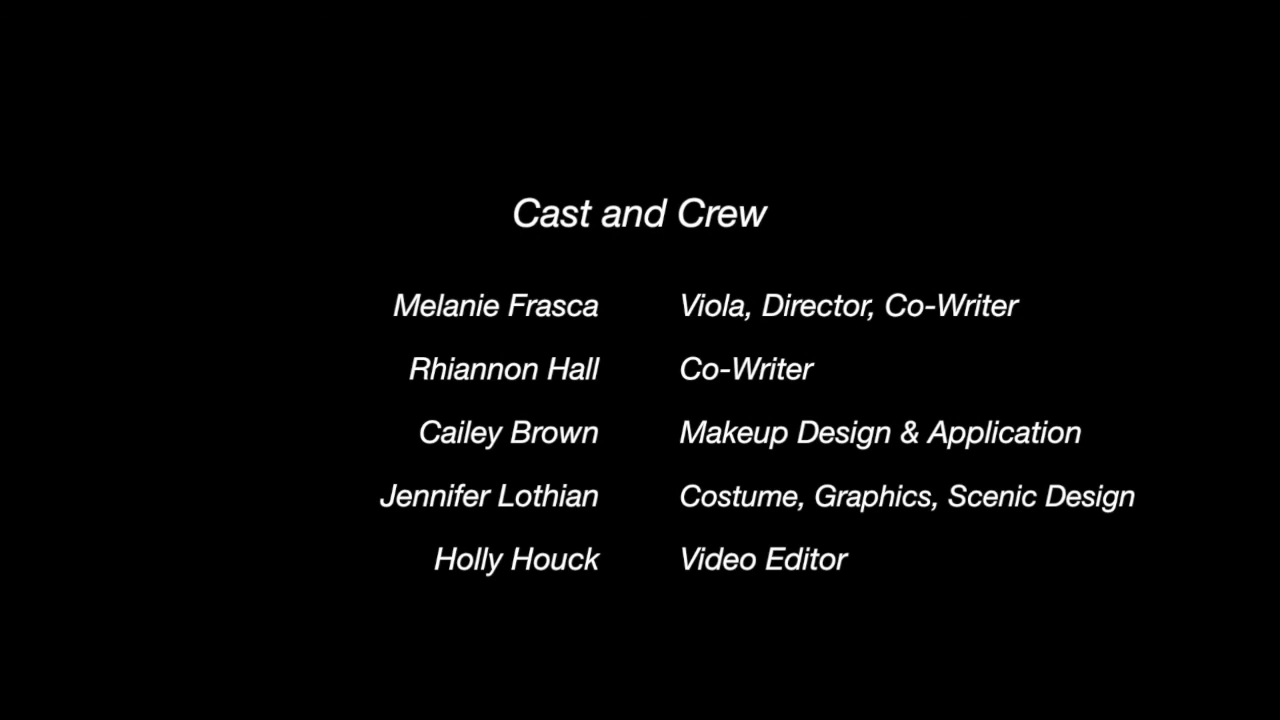 Cast and Crew
Melanie Frasca Viola, Director, Co-Writer
Rhiannon Hall Co-Writer
Cailey Brown Makeup Design & Application
Jennifer Lothian Costume, Graphics, Scenic Design
Holly Houck Video Editor